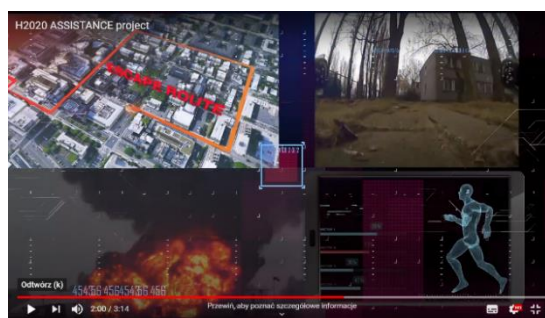 H2020 ASSISTANCE project
ESCAPE ROUTE
Odtwórz (k)
2:00 / 3:14
Przewiń, aby poznać szczegółowe informacje